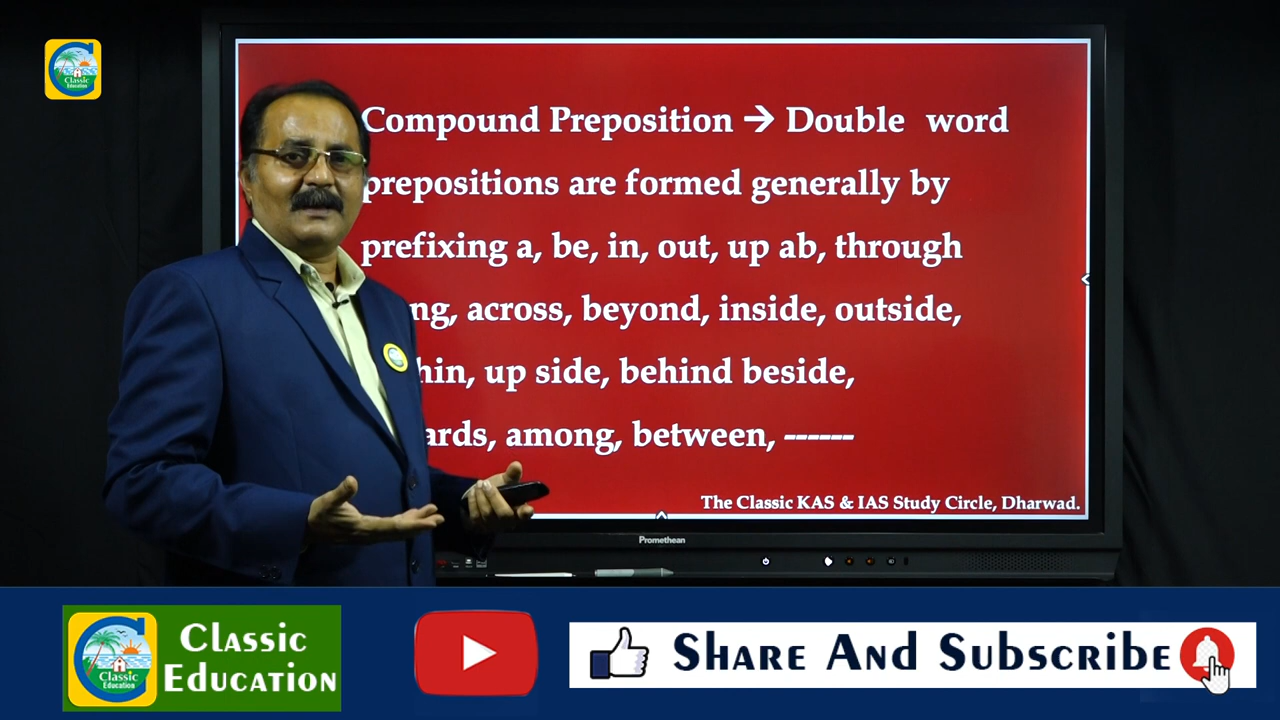 Classic
Education
Compound Preposition → Double word
prepositions are formed generally by
prefixing a, be, in, out, up ab, through
across, beyond, inside, outside,
up side, behind beside,
among, between, ------
The Classic KAS & IAS Study Circle, Dharwad.
Promethean
Classic
Education
Classic
Education
Share And Subscribe